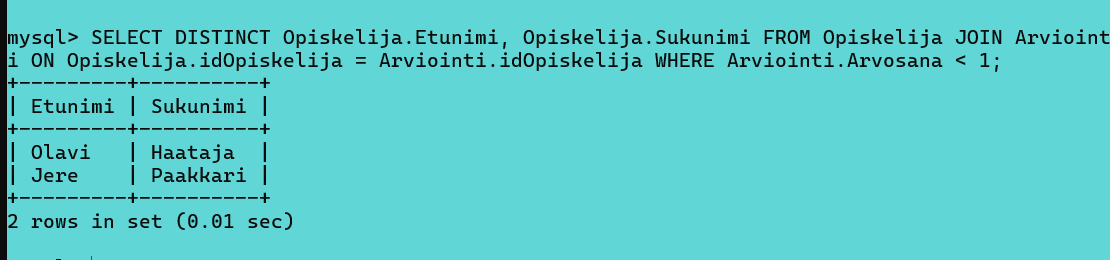 mysql> SELECT DISTINCT Opiskelija.Etunimi, Opiskelija.Sukunimi FROM Opiskelija JOIN Arvioint
i ON Opiskelija.idOpiskelija = Arviointi.idOpiskelija WHERE Arviointi.Arvosana < 1;
+---------+----------+
| Etunimi | Sukunimi |
+---------+----------+
| Olavi   | Haataja  |
| Jere    | Paakkari |
+---------+----------+
2 rows in set (0.01 sec)